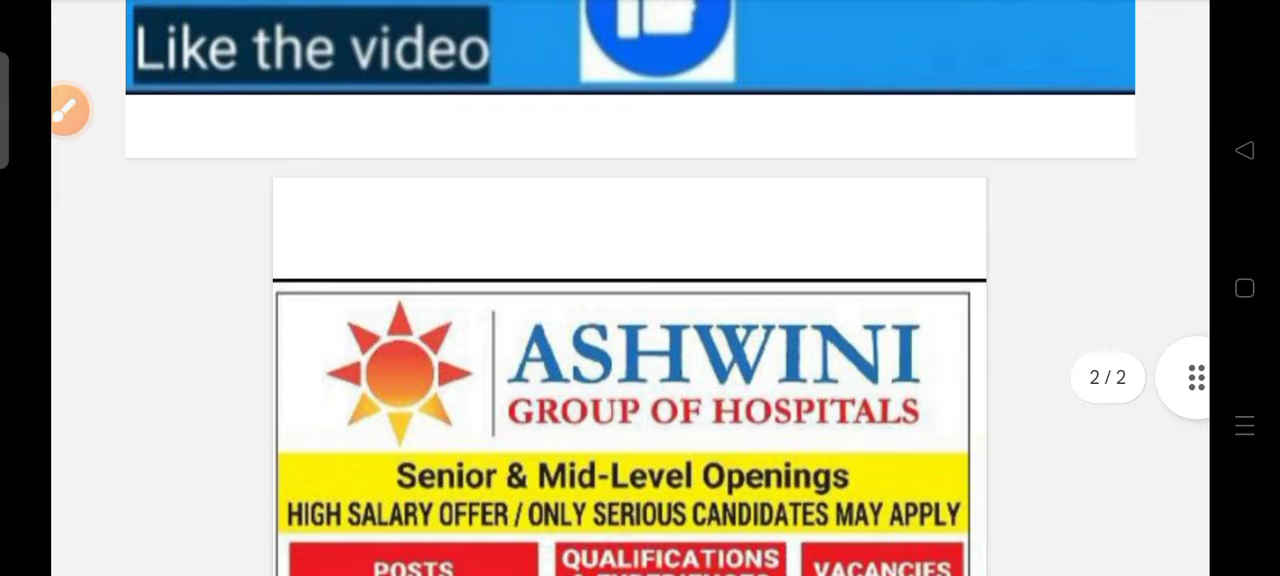 Like the video
ASHWINI
GROUP OF HOSPITALS
2 / 2
Senior & Mid-Level Openings
HIGH SALARY OFFER / ONLY SERIOUS CANDIDATES MAY APPLY
POSTS
QUALIFICATIONS
& EXPERIENCES
VACANCIES